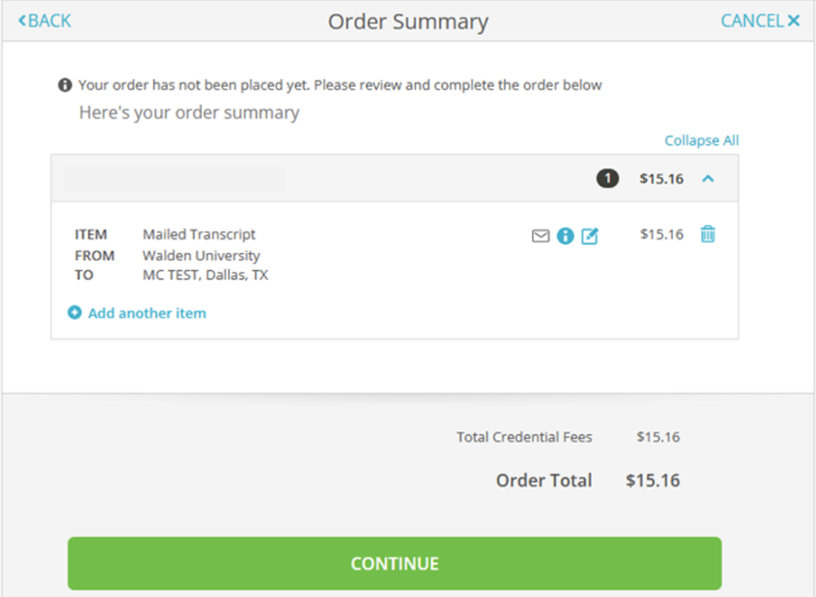 BACK Order Summary CANCEL
Your order has not been placed yet. Please review and complete the order below
Here's your order summary
Collapse All
1 $15.16
ITEM Mailed Transcript $15.16
FROM Walden University
TO MC TEST, Dallas, TX
Add another item
Total Credential Fees $15.16
Order Total $15.16
CONTINUE